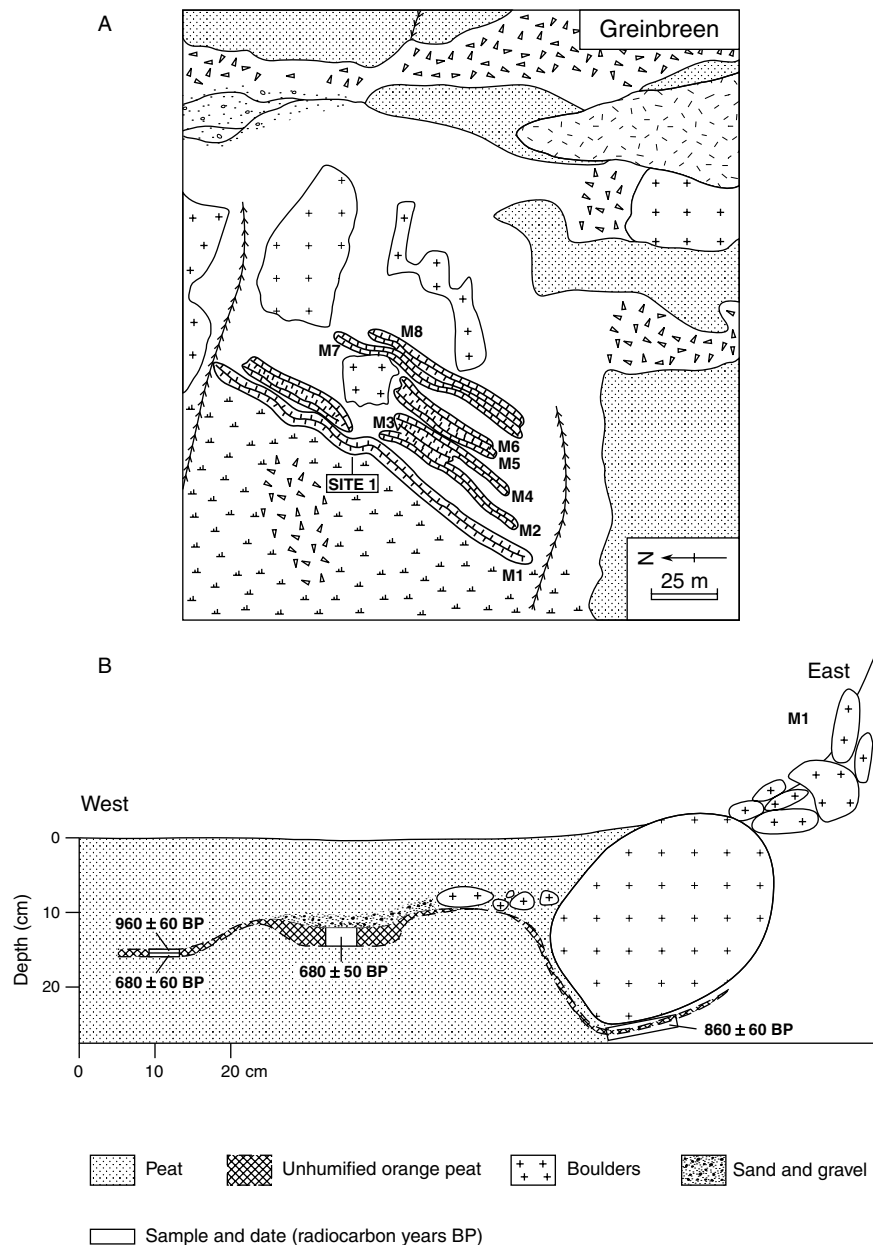 A
Greinbreen
M8
M7
M3
M6
M5
SITE 1
M4
M2
M1
N
25 m
B
East
M1
West
0
Depth (cm)
10
960 ± 60 BP
680 ± 60 BP
680 ± 50 BP
20
860 ± 60 BP
0 10 20 cm
Peat
Unhumified orange peat
Boulders
Sand and gravel
Sample and date (radiocarbon years BP)